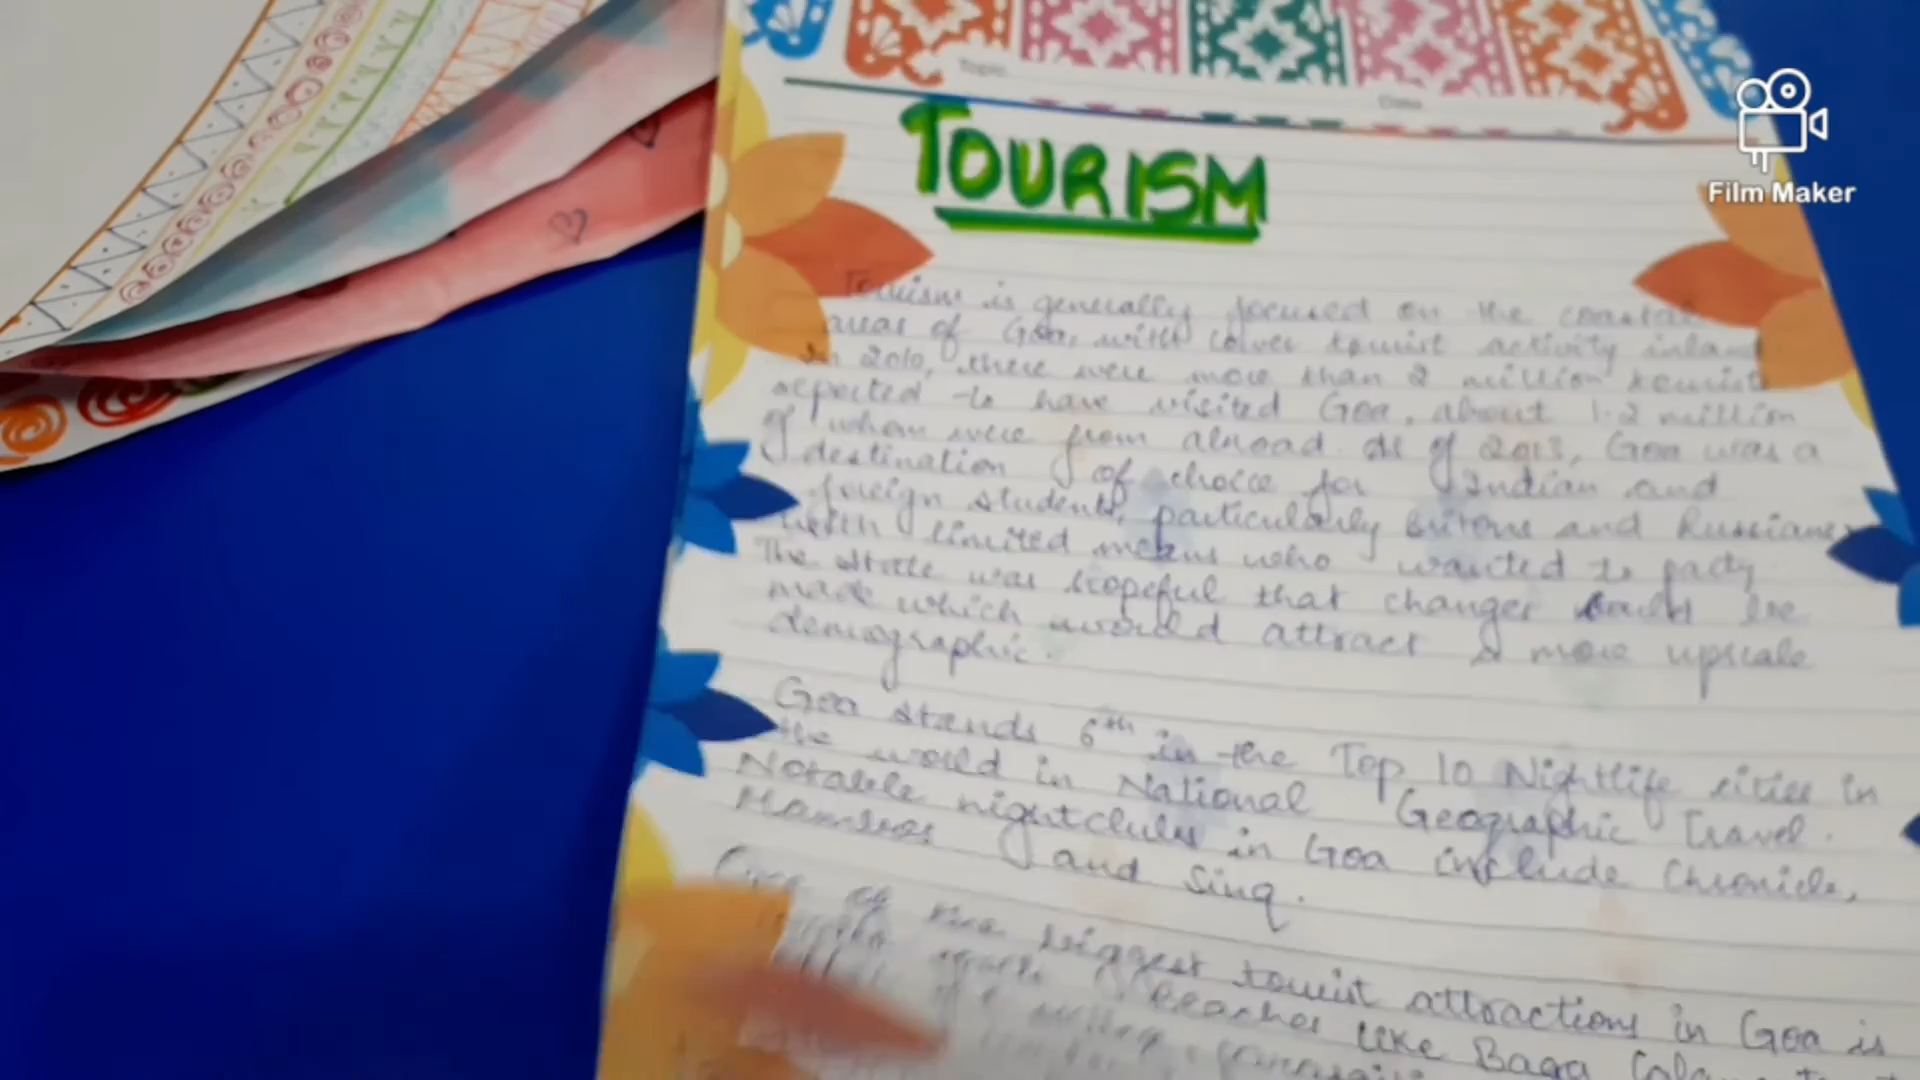 Topic
Date
Film Maker
TOURISM
Tourism is generally focused on the coastal
areas of Goa, with lower tourist activity inland
In 2010, there were more than 2 million tourists
reported to have visited Goa, about 1.2 million
of whom were from abroad. As of 2013, Goa was a
destination of choice for Indian and
foreign students, particularly Britons and Russians,
with limited means who wanted to party
The state was hopeful that changes could be
made which would attract a more upscale
demographic.
Goa stands 6th in the Top 10 Nightlife cities in
the world in National Geographic Travel.
Notable nightclubs in Goa include Chronicle,
Mambos and Sinq.
One of the biggest tourist attractions in Goa is
beaches like Baga